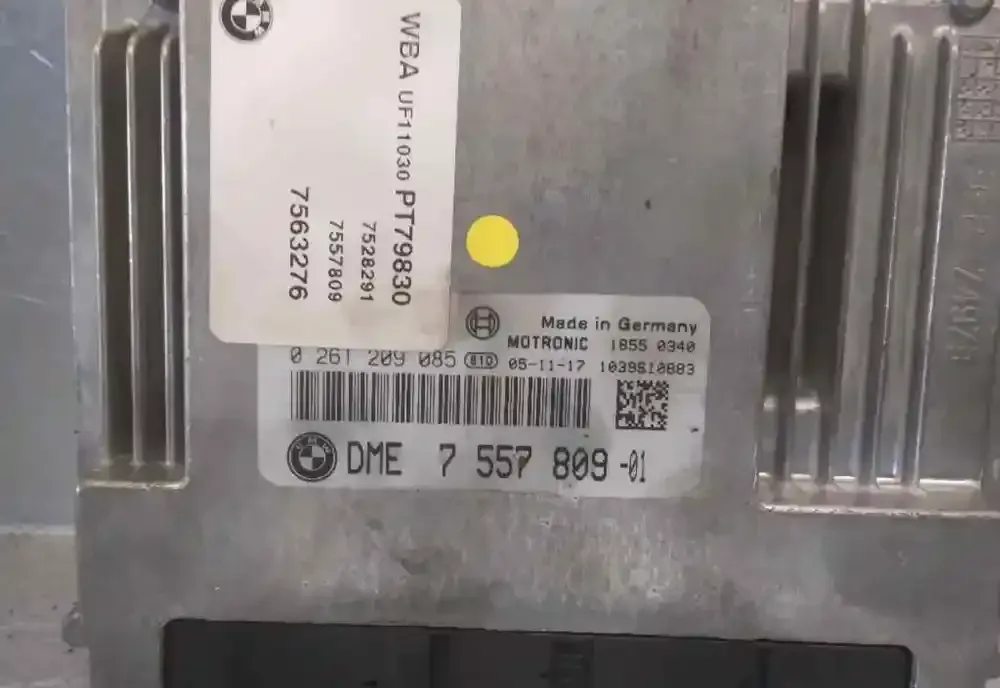 WBA UF11030 PT79830
7528291
7557809
7563276
Made in Germany
MOTRONIC 1855 0340
0 261 209 085 810 05-11-17 1039S10883
BMW DME 7 557 809 -01